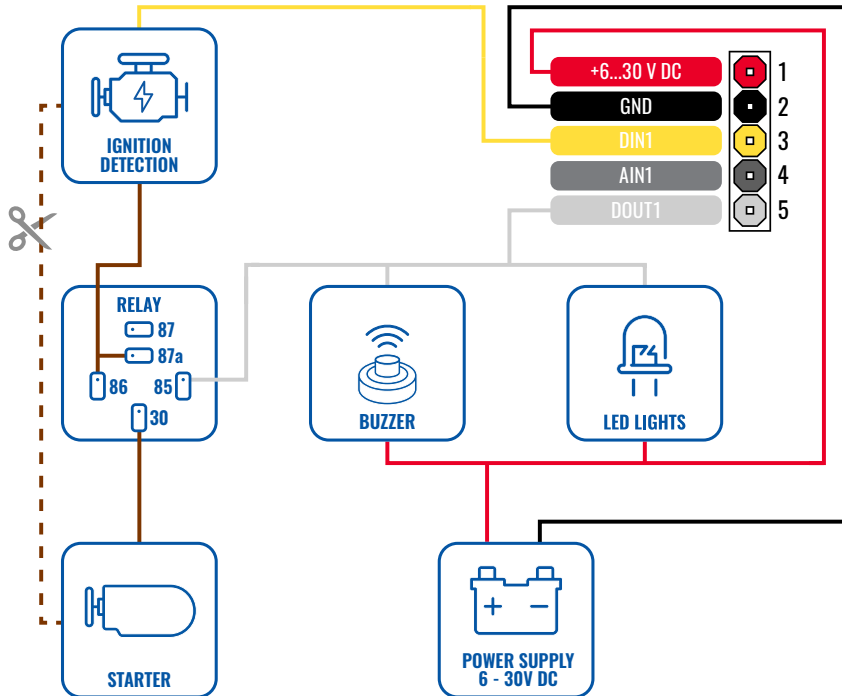 +6...30 V DC
1
GND
2
IGNITION
DETECTION
DIN1
3
AIN1
4
DOUT1
5
RELAY
87
87a
86
85
30
BUZZER
LED LIGHTS
+ −
POWER SUPPLY
6 - 30V DC
STARTER